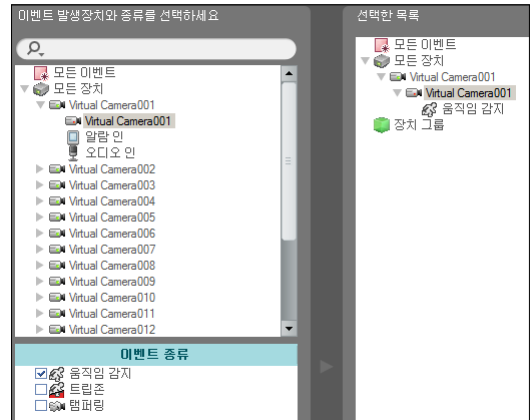 이벤트 발생장치와 종류를 선택하세요
모든 이벤트
모든 장치
Virtual Camera001
Virtual Camera001
알람 인
오디오 인
Virtual Camera002
Virtual Camera003
Virtual Camera004
Virtual Camera005
Virtual Camera006
Virtual Camera007
Virtual Camera008
Virtual Camera009
Virtual Camera010
Virtual Camera011
Virtual Camera012
이벤트 종류
움직임 감지
트립존
탬퍼링
선택한 목록
모든 이벤트
모든 장치
Virtual Camera001
Virtual Camera001
움직임 감지
장치 그룹